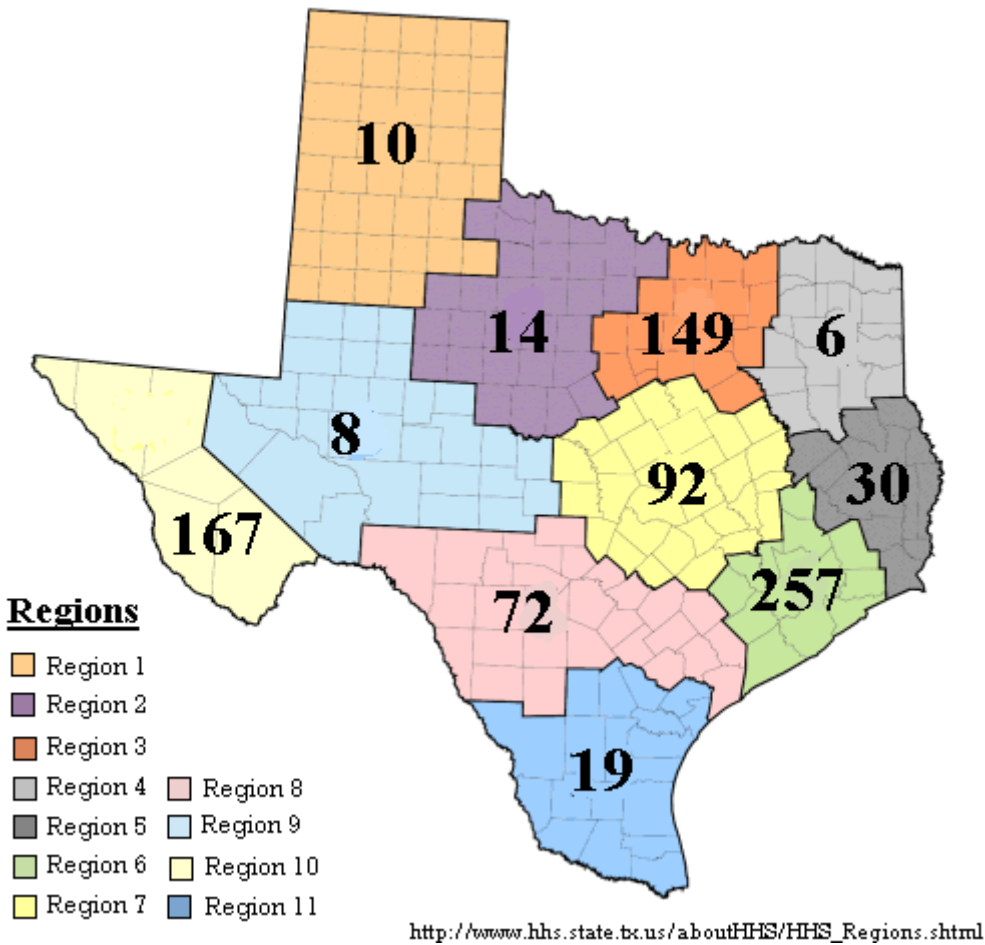 10
14
149
6
8
92
30
167
257
72
19
Regions
Region 1
Region 2
Region 3
Region 4
Region 5
Region 6
Region 7
Region 8
Region 9
Region 10
Region 11
http://www.hhs.state.tx.us/aboutHHS/HHS_Regions.shtml